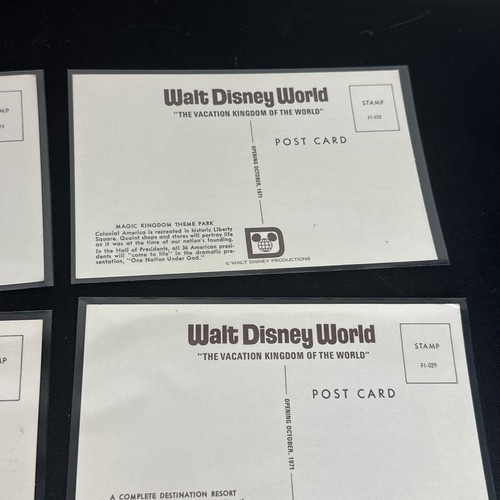 Walt Disney World
"THE VACATION KINGDOM OF THE WORLD"
STAMP
FI-032
POST CARD
OPENING OCTOBER, 1971
MAGIC KINGDOM THEME PARK
Colonial America is recreated in historic Liberty
Square. Quaint shops and stores will portray life
as it was at the time of our nation's founding.
In the Hall of Presidents, all 36 American presi-
dents will "come to life" in the dramatic pre-
sentation, "One Nation Under God."
© WALT DISNEY PRODUCTIONS
Walt Disney World
"THE VACATION KINGDOM OF THE WORLD"
STAMP
FI-029
POST CARD
OPENING OCTOBER, 1971
A COMPLETE DESTINATION RESORT